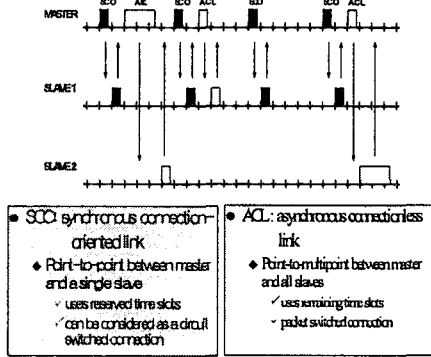 SCO ACL SCO ACL SCO SCO ACL
MASTER
SLAVE1
SLAVE2
● SCO: synchronous connection-
oriented link
◆ Point-to-point between master
and a single slave
✓ uses reserved time slots
✓ can be considered as a circuit
switched connection
● ACL: asynchronous connectionless
link
◆ Point-to-multipoint between master
and all slaves
✓ uses remaining time slots
✓ packet switched connection